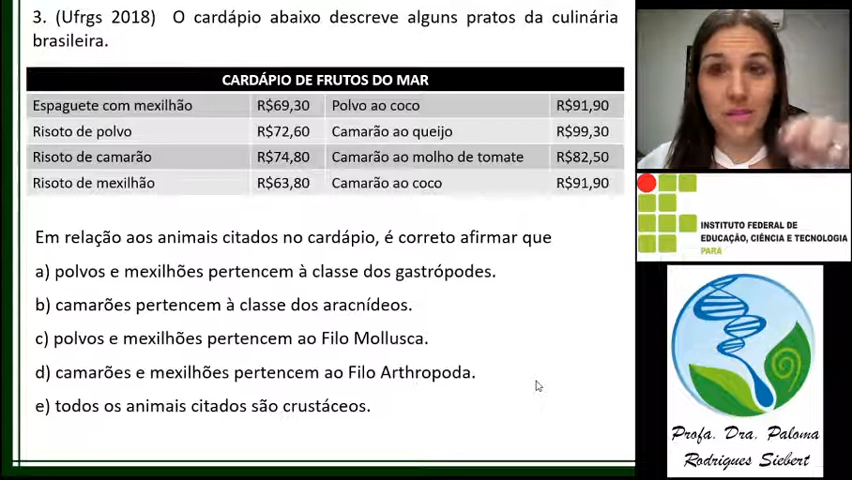 3. (Ufrgs 2018) O cardápio abaixo descreve alguns pratos da culinária
brasileira.
CARDÁPIO DE FRUTOS DO MAR
Espaguete com mexilhão R$69,30 Polvo ao coco R$91,90
Risoto de polvo R$72,60 Camarão ao queijo R$99,30
Risoto de camarão R$74,80 Camarão ao molho de tomate R$82,50
Risoto de mexilhão R$63,80 Camarão ao coco R$91,90
Em relação aos animais citados no cardápio, é correto afirmar que
a) polvos e mexilhões pertencem à classe dos gastrópodes.
b) camarões pertencem à classe dos aracnídeos.
c) polvos e mexilhões pertencem ao Filo Mollusca.
d) camarões e mexilhões pertencem ao Filo Arthropoda.
e) todos os animais citados são crustáceos.
INSTITUTO FEDERAL DE
EDUCAÇÃO, CIÊNCIA E TECNOLOGIA
PARÁ
Profa. Dra. Paloma
Rodrigues Siebert